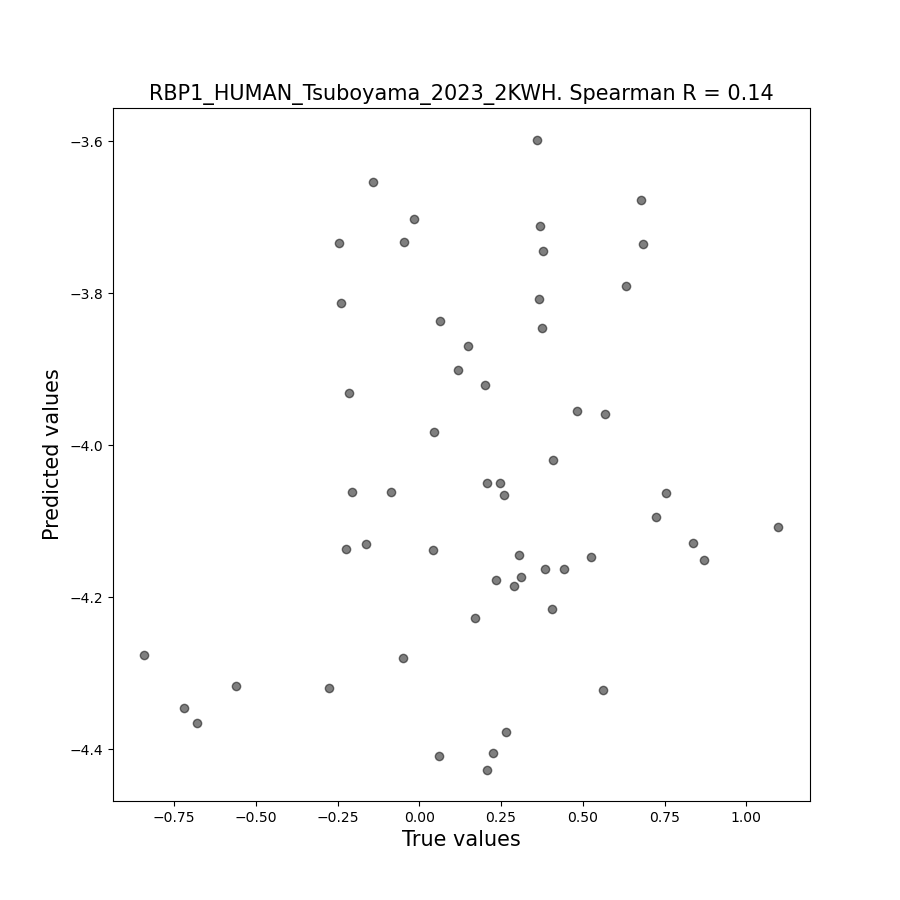 RBP1_HUMAN_Tsuboyama_2023_2KWH. Spearman R = 0.14
−3.6
−3.8
−4.0
−4.2
−4.4
Predicted values
−0.75 −0.50 −0.25 0.00 0.25 0.50 0.75 1.00
True values